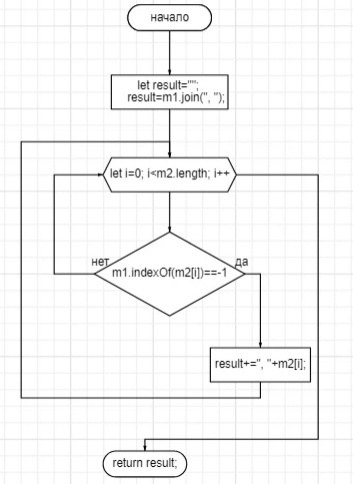 начало
let result="";
result=m1.join(", ");
let i=0; i<m2.length; i++
нет
да
m1.indexOf(m2[i])==-1
result+=", "+m2[i];
return result;